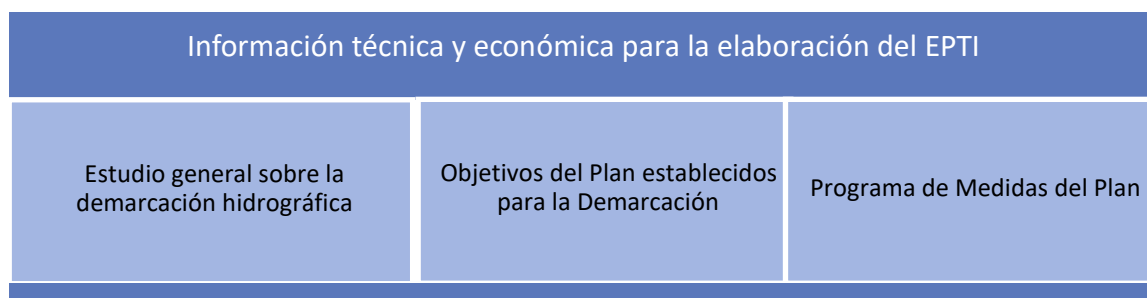 Información técnica y económica para la elaboración del EPTI
Estudio general sobre la
demarcación hidrográfica
Objetivos del Plan establecidos
para la Demarcación
Programa de Medidas del Plan